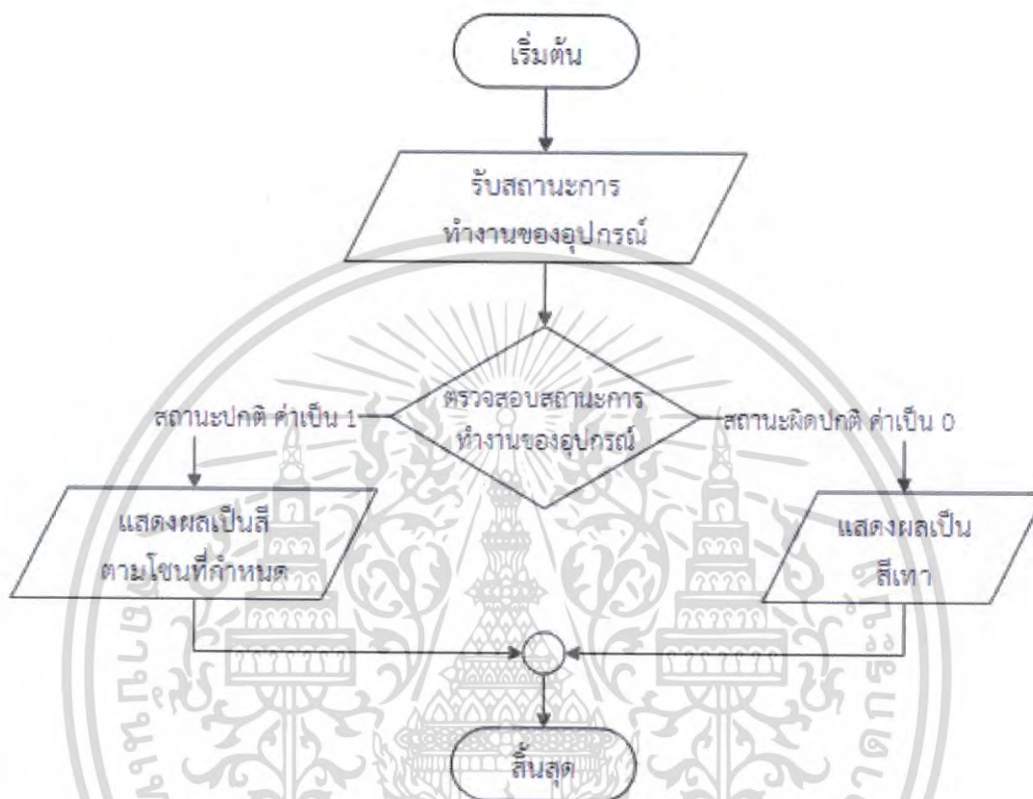 เริ่มต้น
รับสถานะการ
ทำงานของอุปกรณ์
ตรวจสอบสถานะการ
ทำงานของอุปกรณ์
สถานะปกติ ค่าเป็น 1
สถานะผิดปกติ ค่าเป็น 0
แสดงผลเป็นสี
ตามโซนที่กำหนด
แสดงผลเป็น
สีเทา
สิ้นสุด